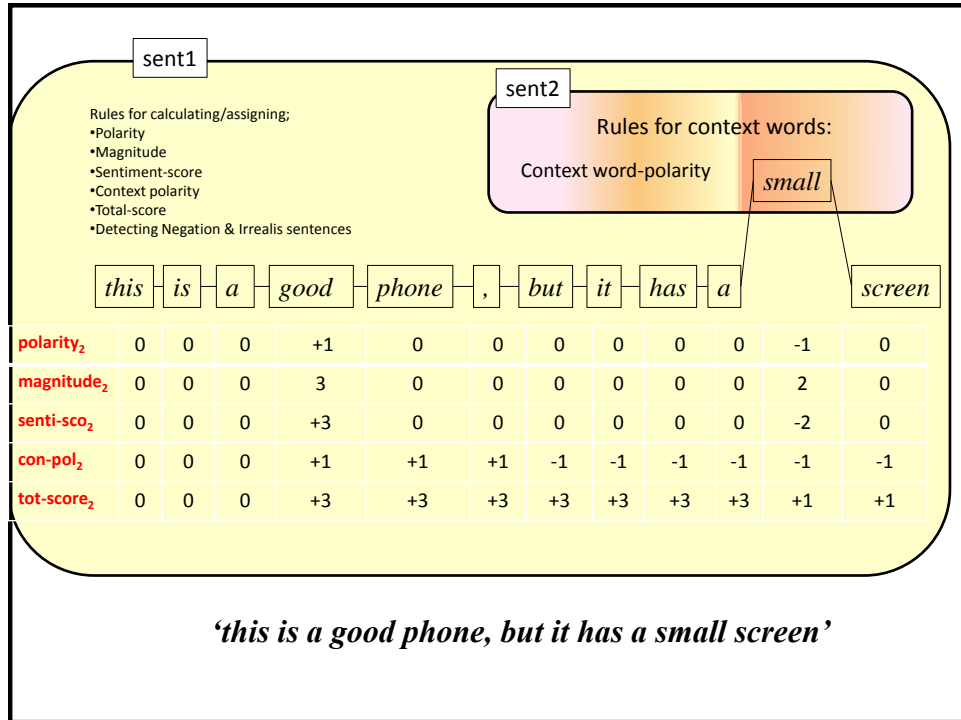 sent1
sent2
Rules for calculating/assigning;
•Polarity
•Magnitude
•Sentiment-score
•Context polarity
•Total-score
•Detecting Negation & Irrealis sentences
Rules for context words:
Context word-polarity
small
this is a good phone , but it has a screen
polarity2 0 0 0 +1 0 0 0 0 0 0 -1 0
magnitude2 0 0 0 3 0 0 0 0 0 0 2 0
senti-sco2 0 0 0 +3 0 0 0 0 0 0 -2 0
con-pol2 0 0 0 +1 +1 +1 -1 -1 -1 -1 -1 -1
tot-score2 0 0 0 +3 +3 +3 +3 +3 +3 +3 +1 +1
‘this is a good phone, but it has a small screen’